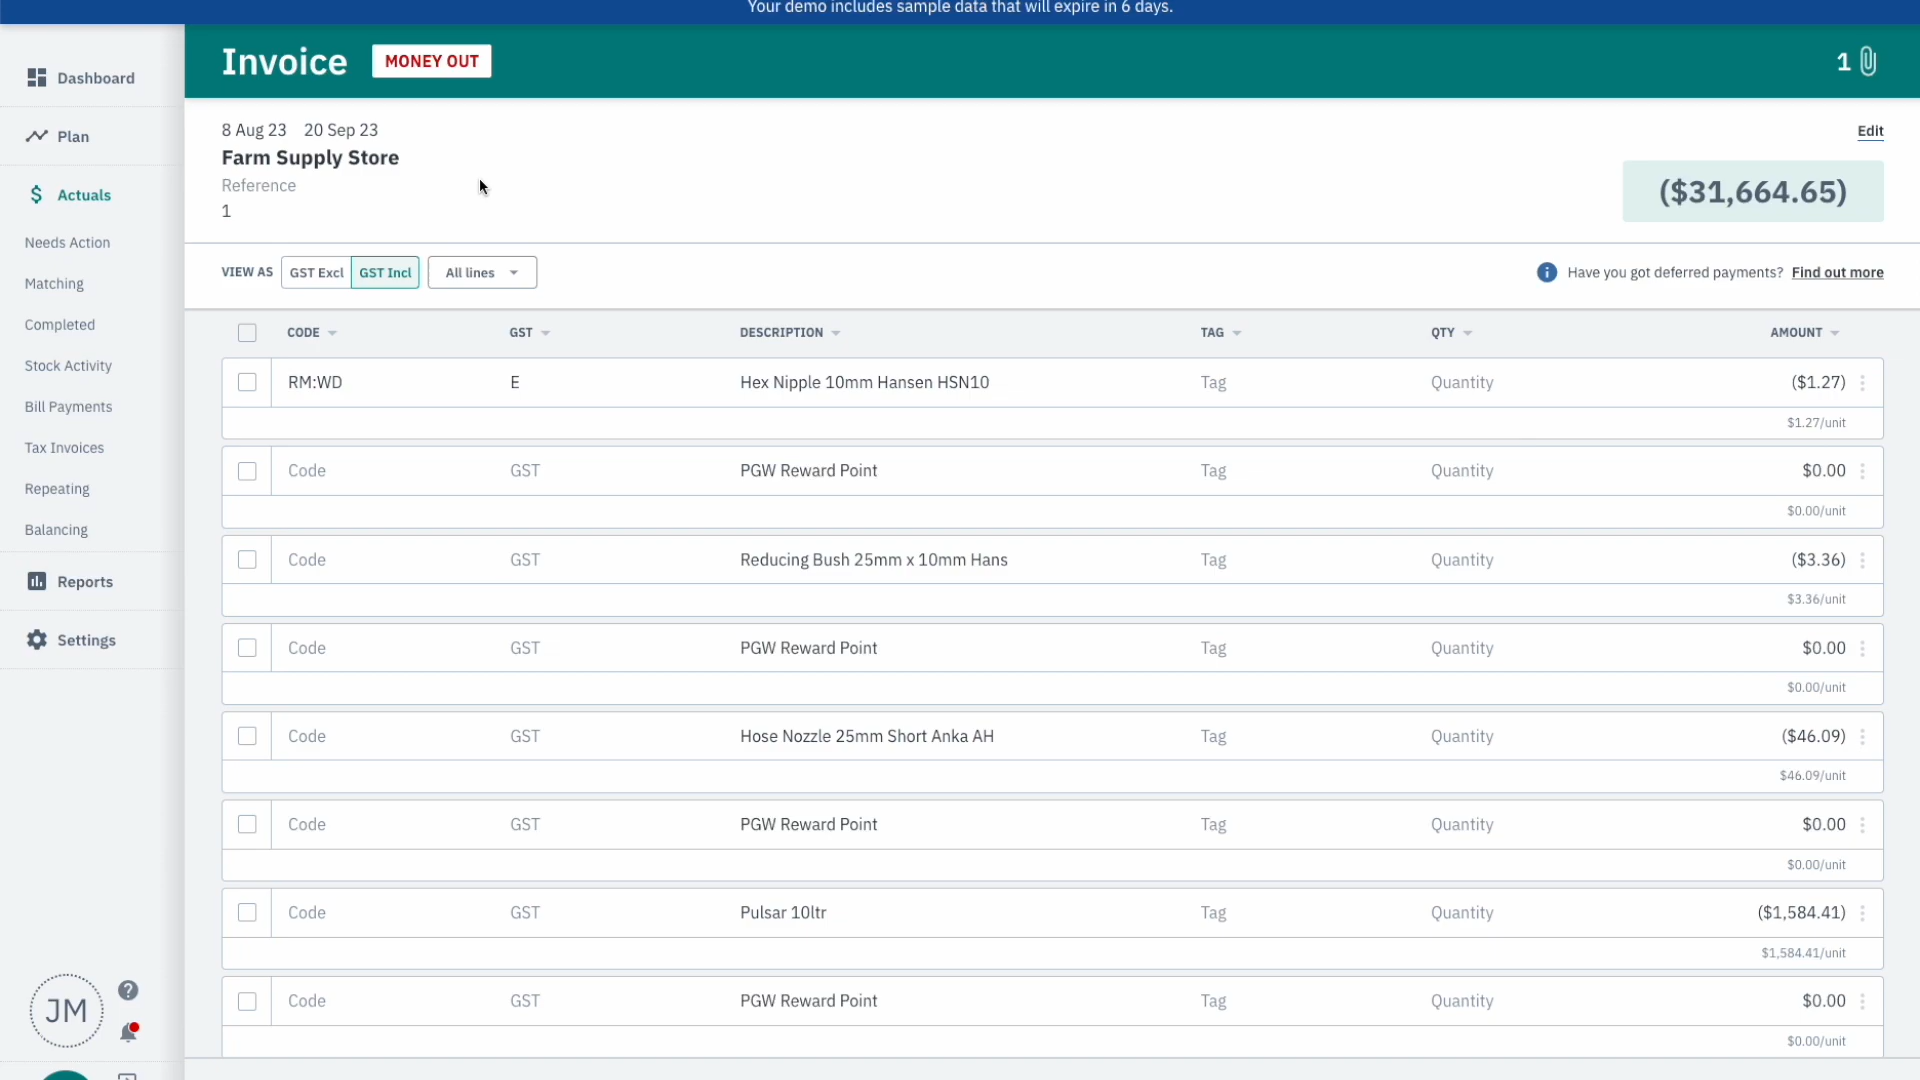 Your demo includes sample data that will expire in 6 days.
Dashboard
Plan
Actuals
Needs Action
Matching
Completed
Stock Activity
Bill Payments
Tax Invoices
Repeating
Balancing
Reports
Settings
JM
Invoice MONEY OUT 1
8 Aug 23 20 Sep 23
Edit
Farm Supply Store
Reference
1
($31,664.65)
VIEW AS GST Excl GST Incl All lines
Have you got deferred payments? Find out more
CODE GST DESCRIPTION TAG QTY AMOUNT
RM:WD E Hex Nipple 10mm Hansen HSN10 Tag Quantity ($1.27)
$1.27/unit
Code GST PGW Reward Point Tag Quantity $0.00
$0.00/unit
Code GST Reducing Bush 25mm x 10mm Hans Tag Quantity ($3.36)
$3.36/unit
Code GST PGW Reward Point Tag Quantity $0.00
$0.00/unit
Code GST Hose Nozzle 25mm Short Anka AH Tag Quantity ($46.09)
$46.09/unit
Code GST PGW Reward Point Tag Quantity $0.00
$0.00/unit
Code GST Pulsar 10ltr Tag Quantity ($1,584.41)
$1,584.41/unit
Code GST PGW Reward Point Tag Quantity $0.00
$0.00/unit